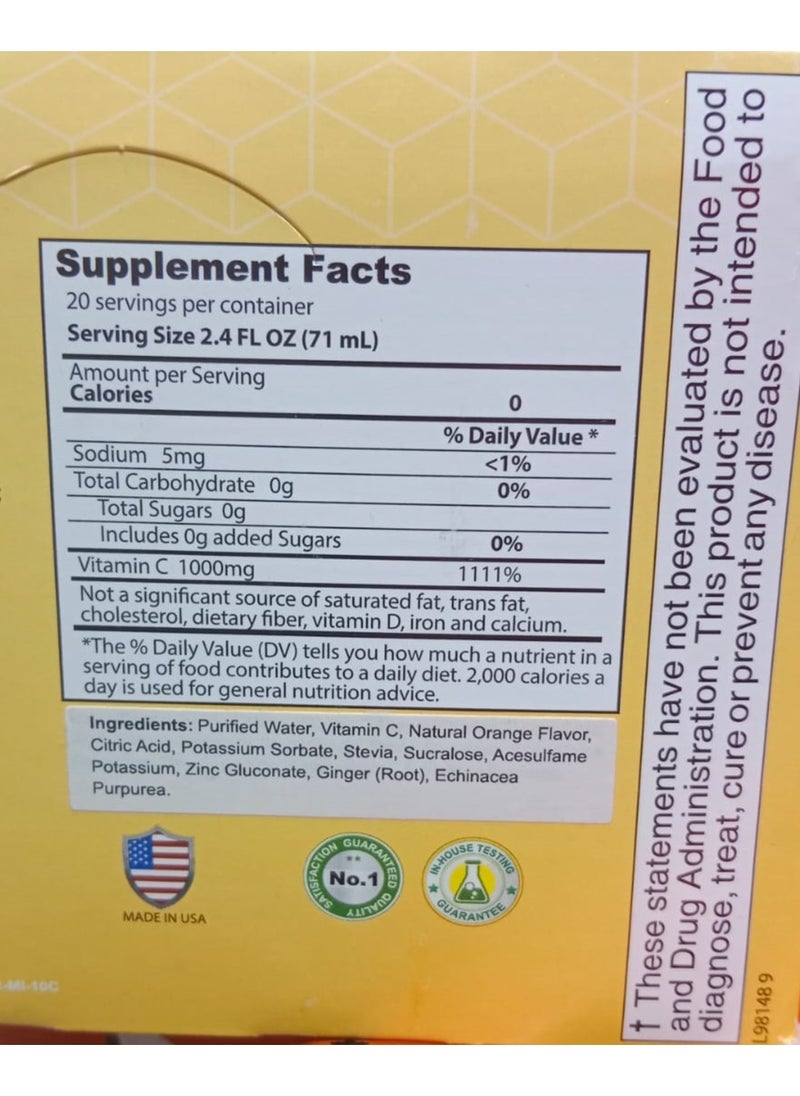 Supplement Facts
20 servings per container
Serving Size 2.4 FL OZ (71 mL)
Amount per Serving
Calories 0
% Daily Value *
Sodium 5mg <1%
Total Carbohydrate 0g 0%
Total Sugars 0g
Includes 0g added Sugars 0%
Vitamin C 1000mg 1111%
Not a significant source of saturated fat, trans fat,
cholesterol, dietary fiber, vitamin D, iron and calcium.
*The % Daily Value (DV) tells you how much a nutrient in a
serving of food contributes to a daily diet. 2,000 calories a
day is used for general nutrition advice.
Ingredients: Purified Water, Vitamin C, Natural Orange Flavor,
Citric Acid, Potassium Sorbate, Stevia, Sucralose, Acesulfame
Potassium, Zinc Gluconate, Ginger (Root), Echinacea
Purpurea.
MADE IN USA
SATISFACTION GUARANTEED
No.1
QUALITY
IN-HOUSE TESTING
GUARANTEE
† These statements have not been evaluated by the Food
and Drug Administration. This product is not intended to
diagnose, treat, cure or prevent any disease.
L98148 9